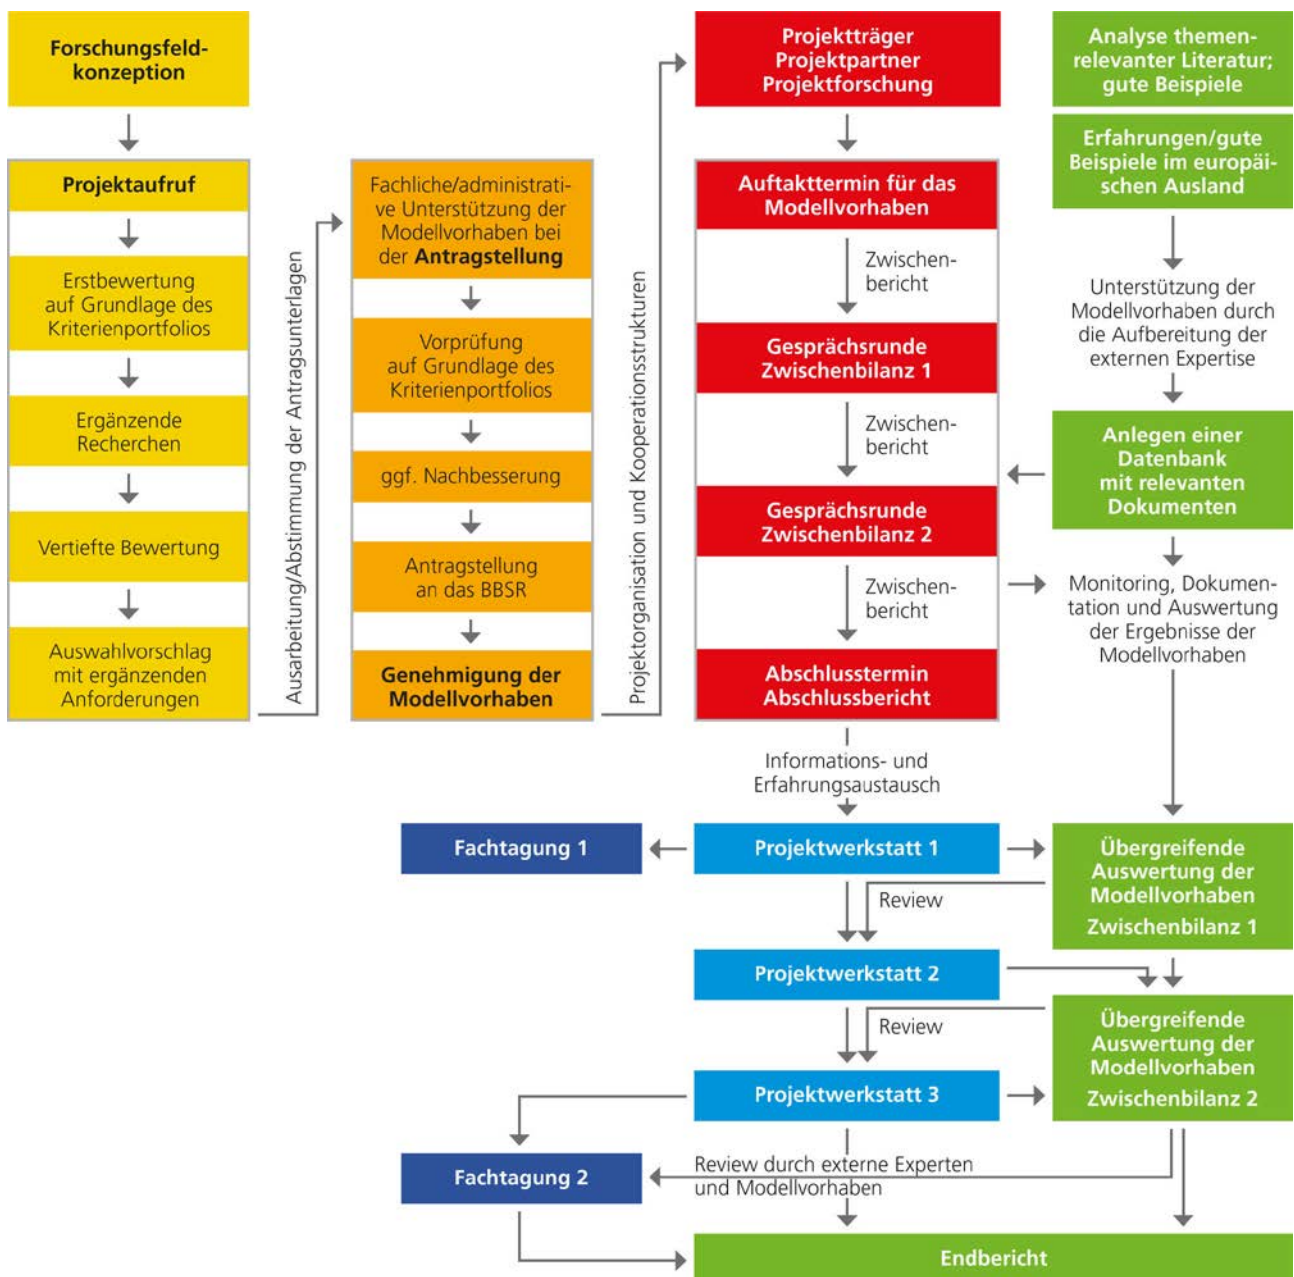 Forschungsfeld-
konzeption
Projektaufruf
Erstbewertung
auf Grundlage des
Kriterienportfolios
Ergänzende
Recherchen
Vertiefte Bewertung
Auswahlvorschlag
mit ergänzenden
Anforderungen
Ausarbeitung/Abstimmung der Antragsunterlagen
Fachliche/administrati-
ve Unterstützung der
Modellvorhaben bei
der Antragstellung
Vorprüfung
auf Grundlage des
Kriterienportfolios
ggf. Nachbesserung
Antragstellung
an das BBSR
Genehmigung der
Modellvorhaben
Projektorganisation und Kooperationsstrukturen
Projektträger
Projektpartner
Projektforschung
Auftakttermin für das
Modellvorhaben
Zwischen-
bericht
Gesprächsrunde
Zwischenbilanz 1
Zwischen-
bericht
Gesprächsrunde
Zwischenbilanz 2
Zwischen-
bericht
Abschlusstermin
Abschlussbericht
Informations- und
Erfahrungsaustausch
Analyse themen-
relevanter Literatur;
gute Beispiele
Erfahrungen/gute
Beispiele im europäi-
schen Ausland
Unterstützung der
Modellvorhaben durch
die Aufbereitung der
externen Expertise
Anlegen einer
Datenbank
mit relevanten
Dokumenten
Monitoring, Dokumen-
tation und Auswertung
der Ergebnisse der
Modellvorhaben
Fachtagung 1
Projektwerkstatt 1
Übergreifende
Auswertung der
Modellvorhaben
Zwischenbilanz 1
Review
Projektwerkstatt 2
Review
Übergreifende
Auswertung der
Modellvorhaben
Zwischenbilanz 2
Projektwerkstatt 3
Fachtagung 2
Review durch externe Experten
und Modellvorhaben
Endbericht